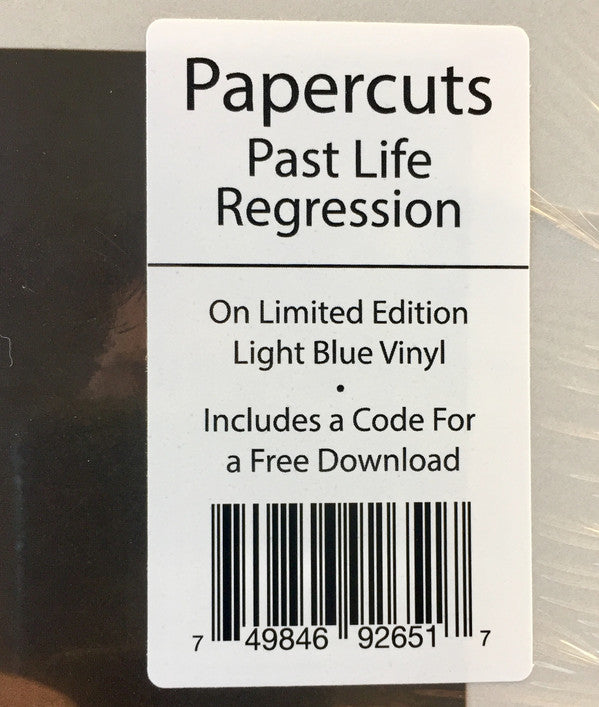 Papercuts
Past Life
Regression
On Limited Edition
Light Blue Vinyl
•
Includes a Code For
a Free Download
7 49846 92651 7